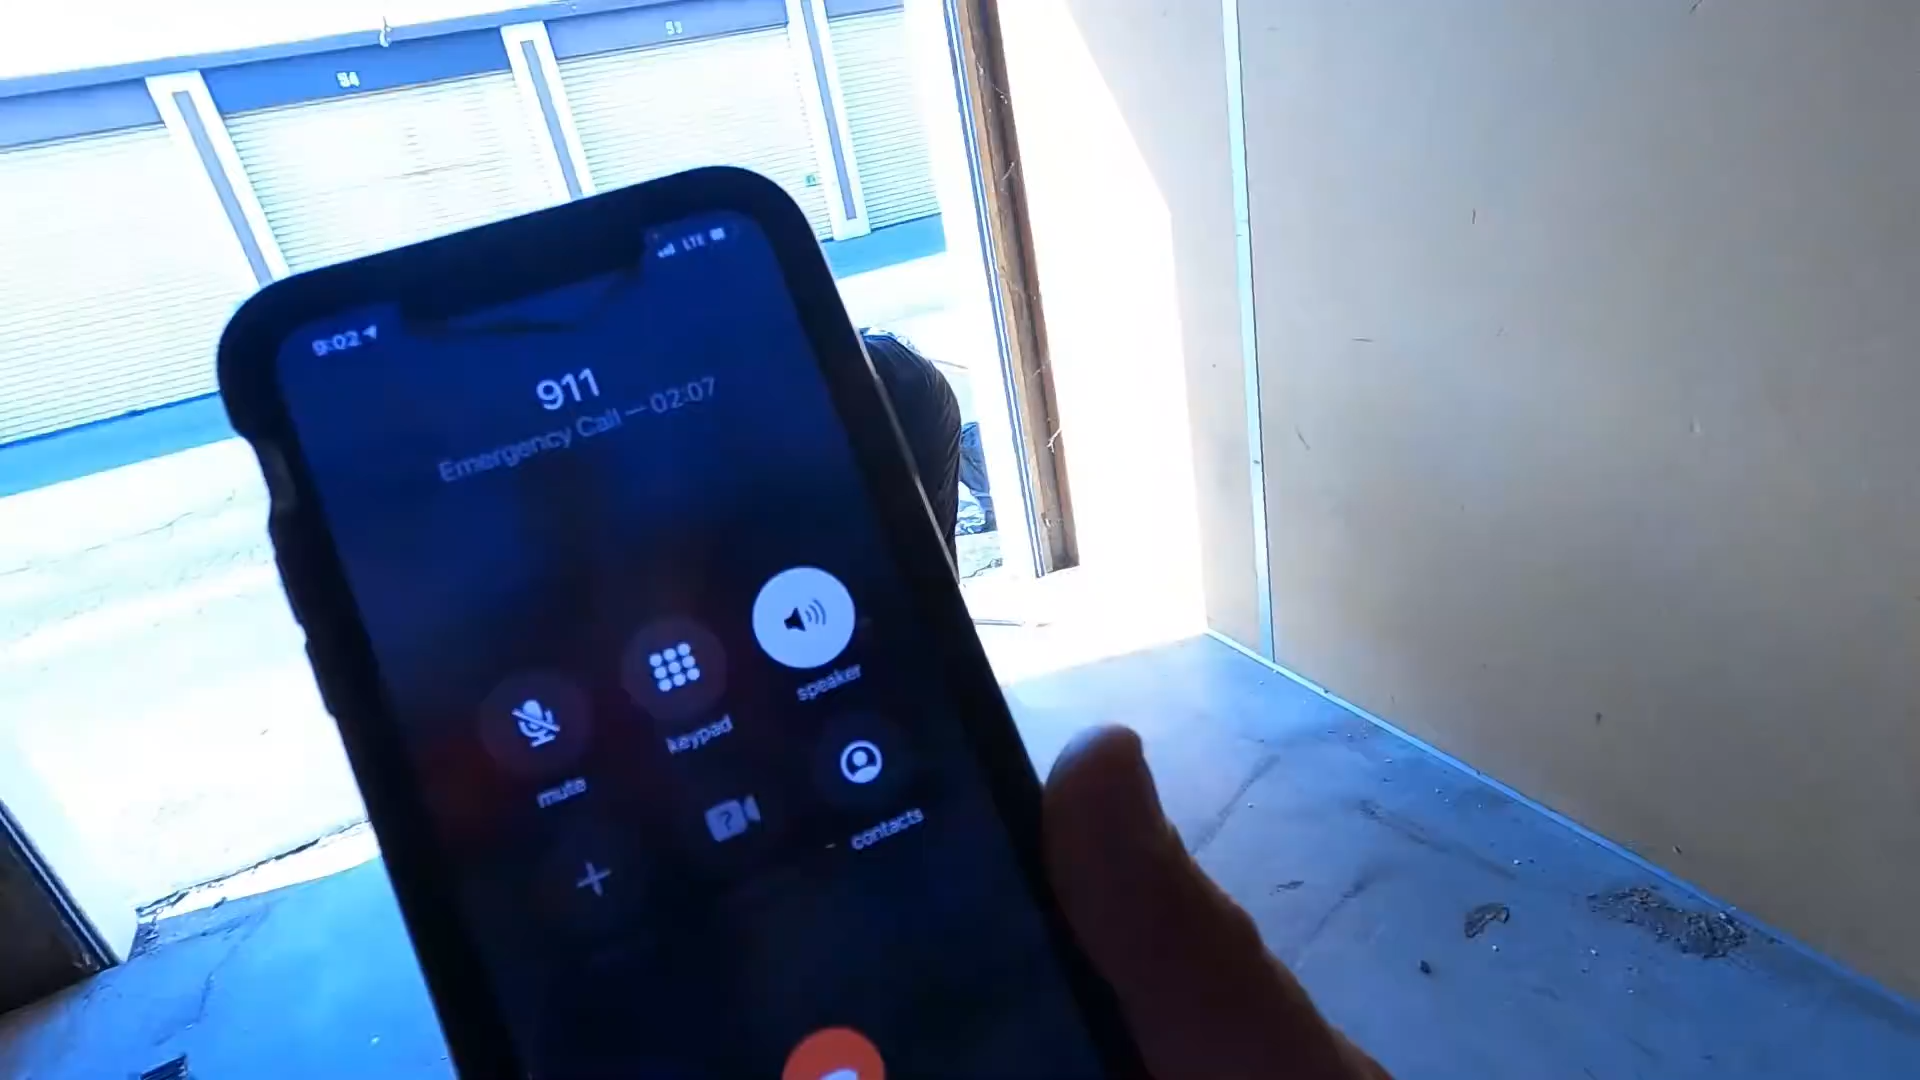 53
54
LTE
9:02
911
Emergency Call — 02:07
speaker
keypad
mute
?
contacts